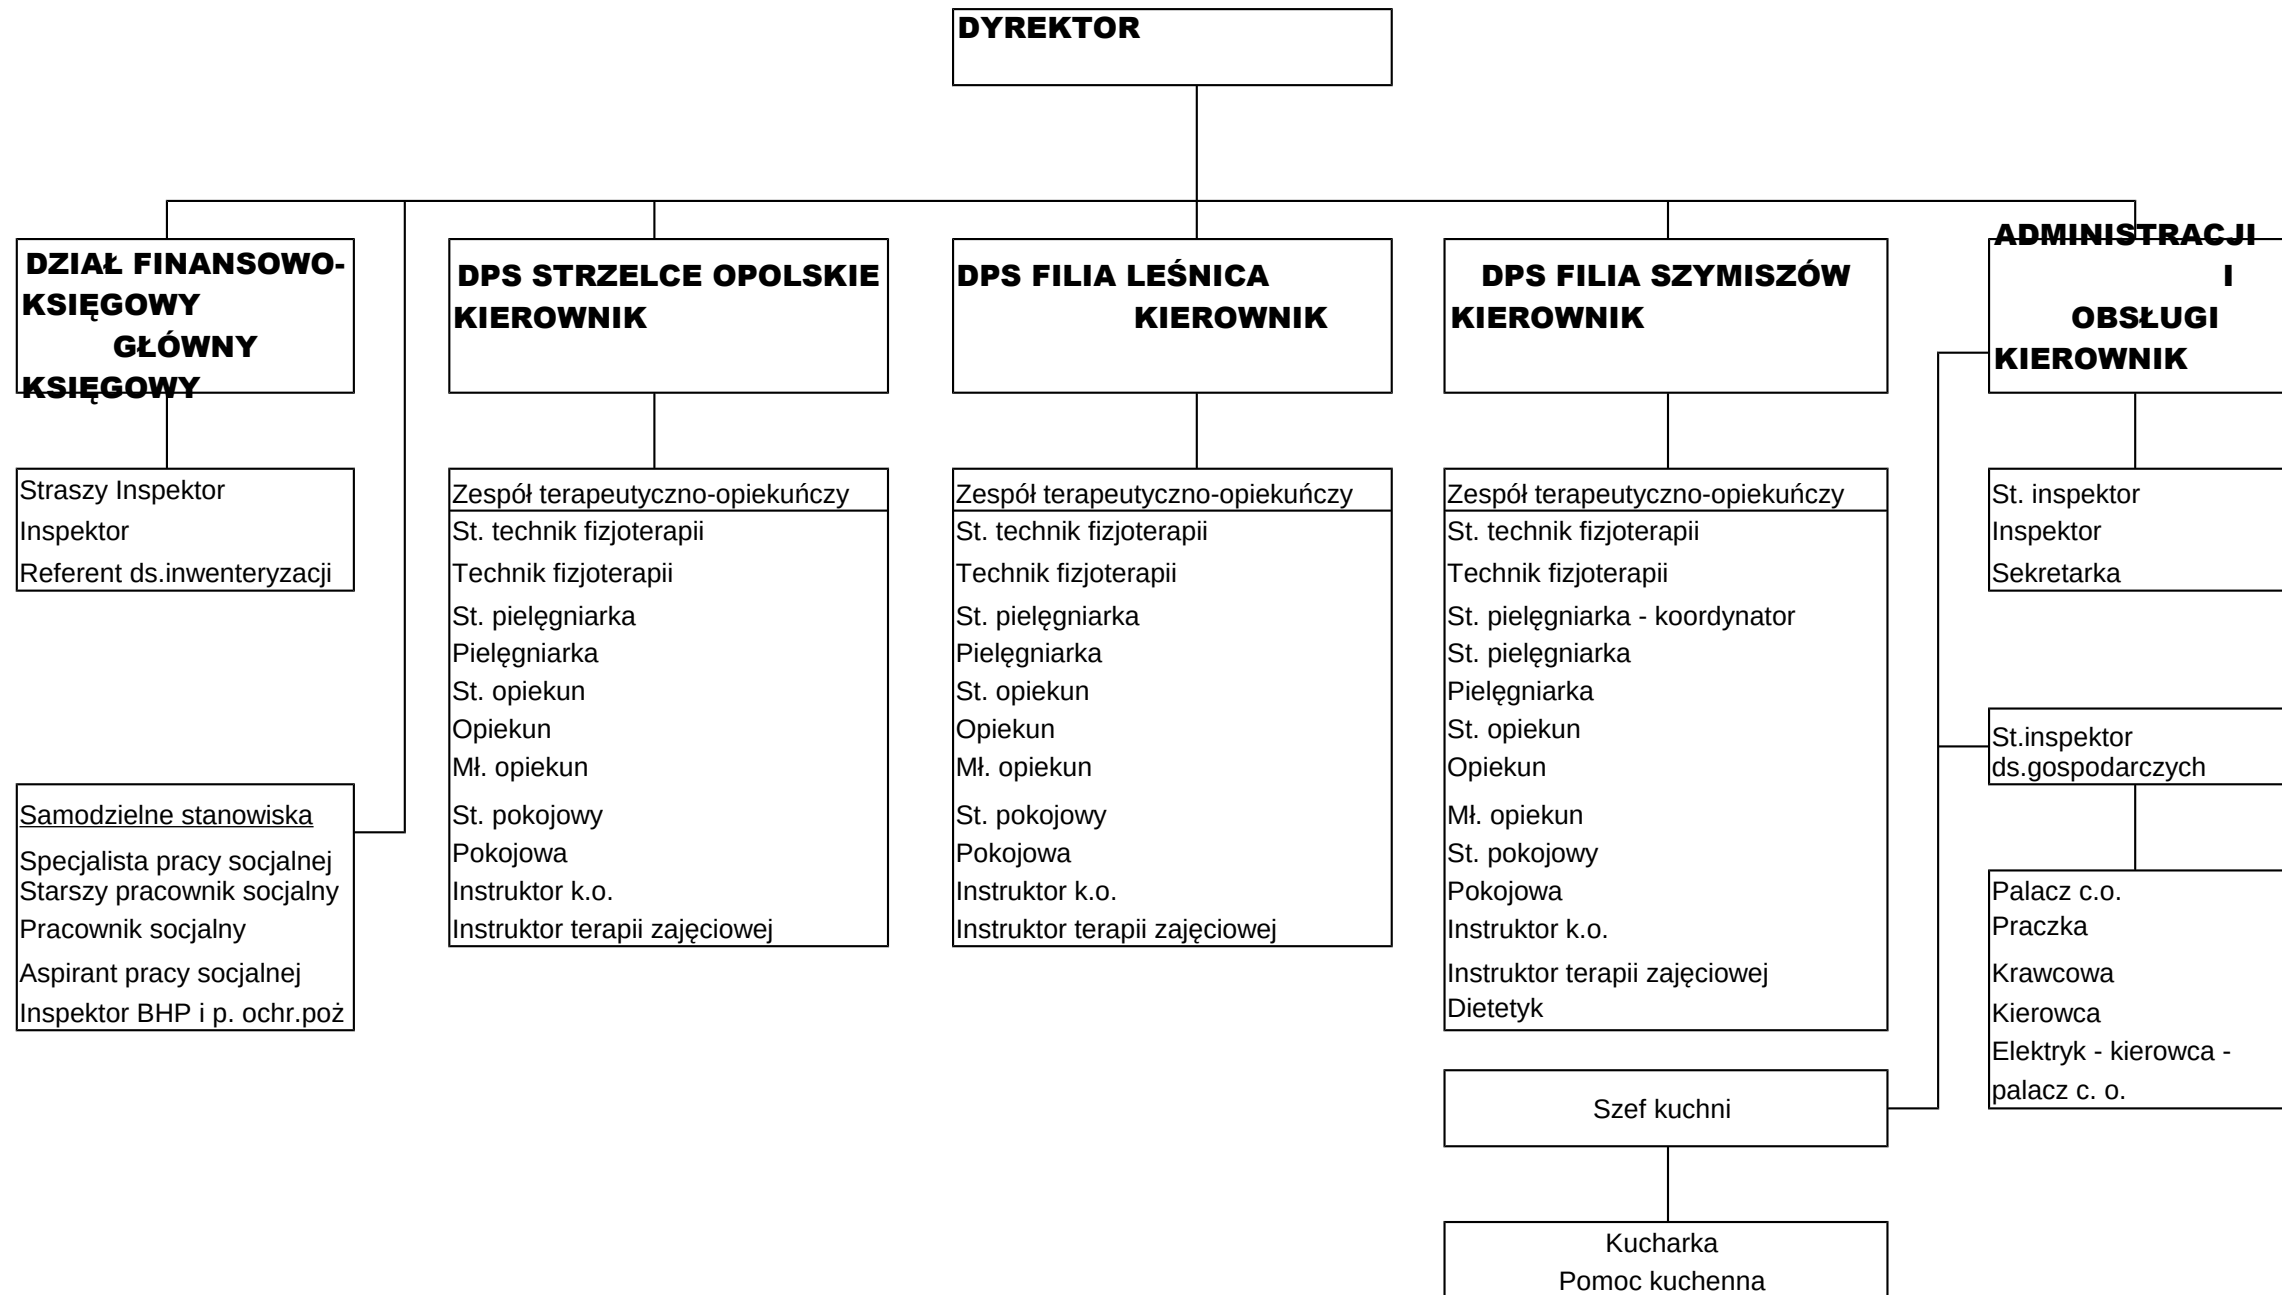 DYREKTOR
DZIAŁ FINANSOWO-
KSIĘGOWY
GŁÓWNY
KSIĘGOWY
DPS STRZELCE OPOLSKIE
KIEROWNIK
DPS FILIA LEŚNICA
KIEROWNIK
DPS FILIA SZYMISZÓW
KIEROWNIK
ADMINISTRACJI
I
OBSŁUGI
KIEROWNIK
Straszy Inspektor
Inspektor
Referent ds.inwenteryzacji
Samodzielne stanowiska
Specjalista pracy socjalnej
Starszy pracownik socjalny
Pracownik socjalny
Aspirant pracy socjalnej
Inspektor BHP i p. ochr.poż
Zespół terapeutyczno-opiekuńczy
St. technik fizjoterapii
Technik fizjoterapii
St. pielęgniarka
Pielęgniarka
St. opiekun
Opiekun
Mł. opiekun
St. pokojowy
Pokojowa
Instruktor k.o.
Instruktor terapii zajęciowej
Zespół terapeutyczno-opiekuńczy
St. technik fizjoterapii
Technik fizjoterapii
St. pielęgniarka
Pielęgniarka
St. opiekun
Opiekun
Mł. opiekun
St. pokojowy
Pokojowa
Instruktor k.o.
Instruktor terapii zajęciowej
Zespół terapeutyczno-opiekuńczy
St. technik fizjoterapii
Technik fizjoterapii
St. pielęgniarka - koordynator
St. pielęgniarka
Pielęgniarka
St. opiekun
Opiekun
Mł. opiekun
St. pokojowy
Pokojowa
Instruktor k.o.
Instruktor terapii zajęciowej
Dietetyk
Szef kuchni
Kucharka
Pomoc kuchenna
St. inspektor
Inspektor
Sekretarka
St.inspektor
ds.gospodarczych
Palacz c.o.
Praczka
Krawcowa
Kierowca
Elektryk - kierowca -
palacz c. o.